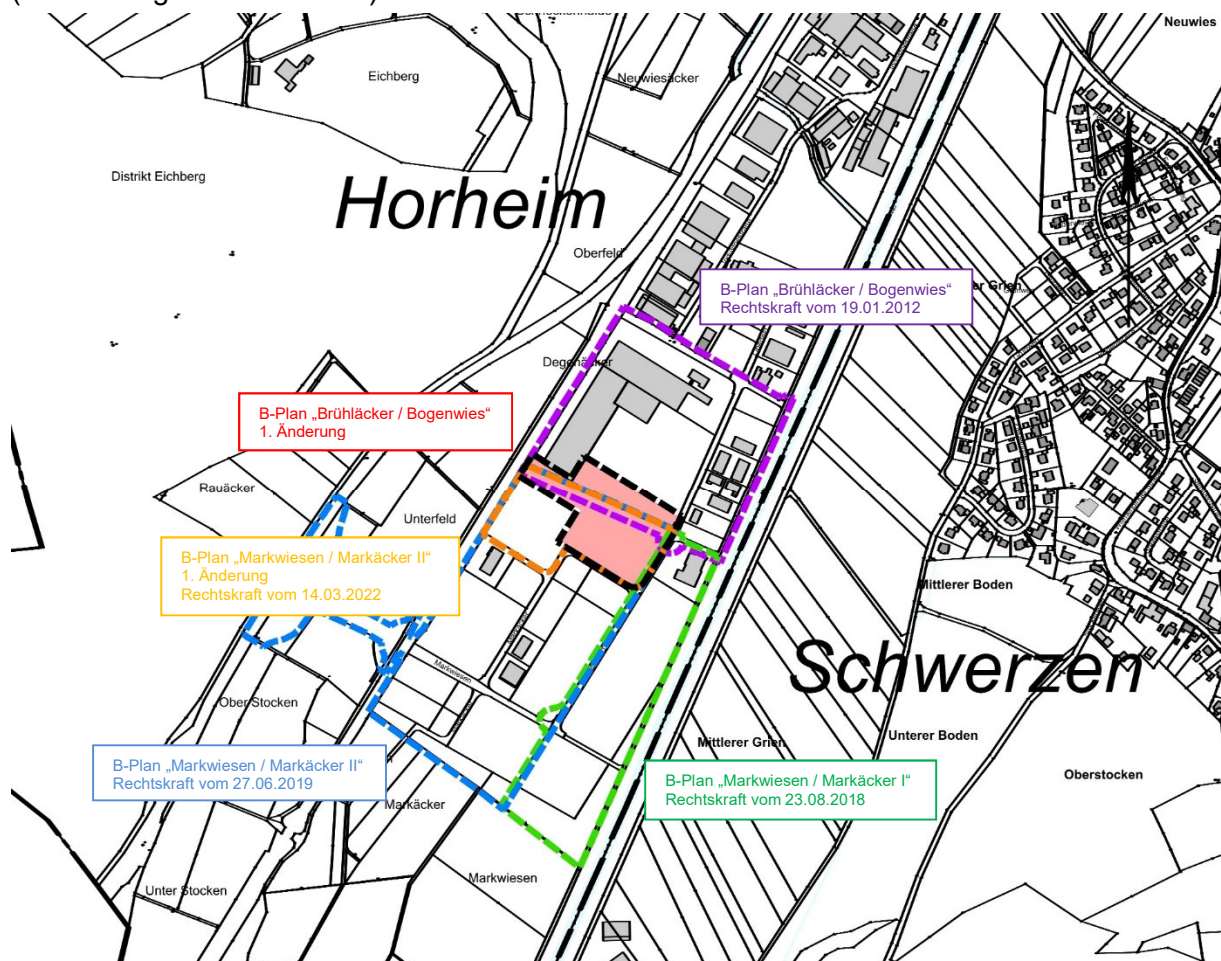 Neuwies
Eichberg
Neuwiesäcker
Distrikt Eichberg
Horheim
Oberfeld
B-Plan „Brühläcker / Bogenwies“
Rechtskraft vom 19.01.2012
er Grien
Degenäcker
B-Plan „Brühläcker / Bogenwies“
1. Änderung
Rauäcker
Unterfeld
B-Plan „Markwiesen / Markäcker II“
1. Änderung
Rechtskraft vom 14.03.2022
Mittlerer Boden
Schwerzen
Markwiesen
Ober Stocken
Mittlerer Grien
Unterer Boden
B-Plan „Markwiesen / Markäcker II“
Rechtskraft vom 27.06.2019
B-Plan „Markwiesen / Markäcker I“
Rechtskraft vom 23.08.2018
Oberstocken
Markäcker
Markwiesen
Unter Stocken